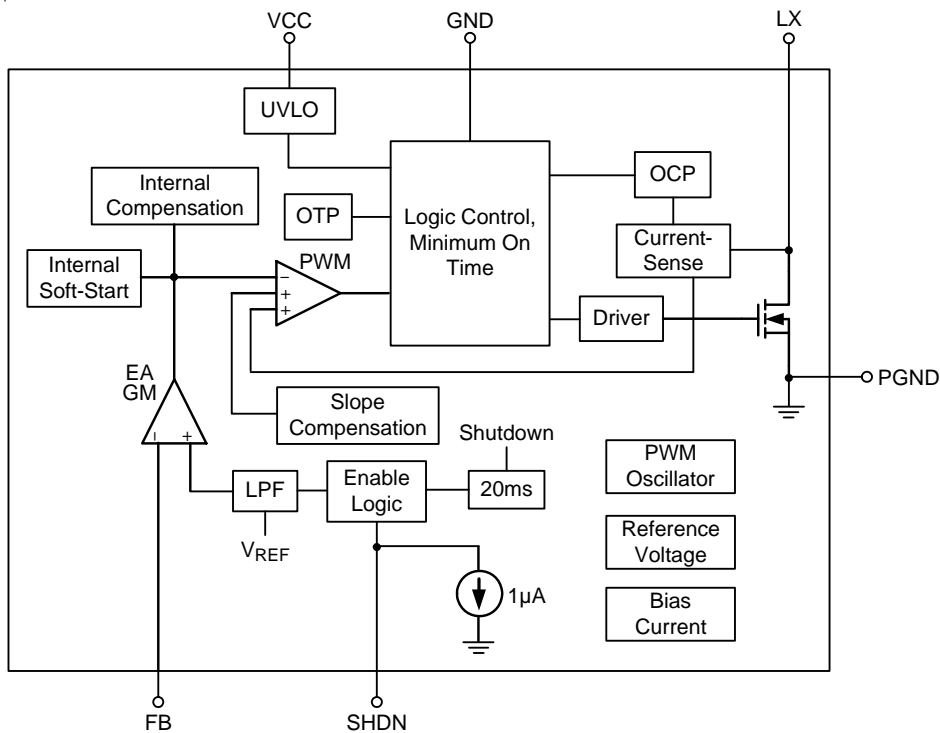 VCC
GND
LX
UVLO
Internal
Compensation
OTP
Logic Control,
Minimum On
Time
OCP
Current-
Sense
Internal
Soft-Start
PWM
−
+
+
Driver
EA
GM
− +
PGND
Slope
Compensation
Shutdown
LPF
Enable
Logic
20ms
VREF
PWM
Oscillator
Reference
Voltage
1µA
Bias
Current
FB
SHDN